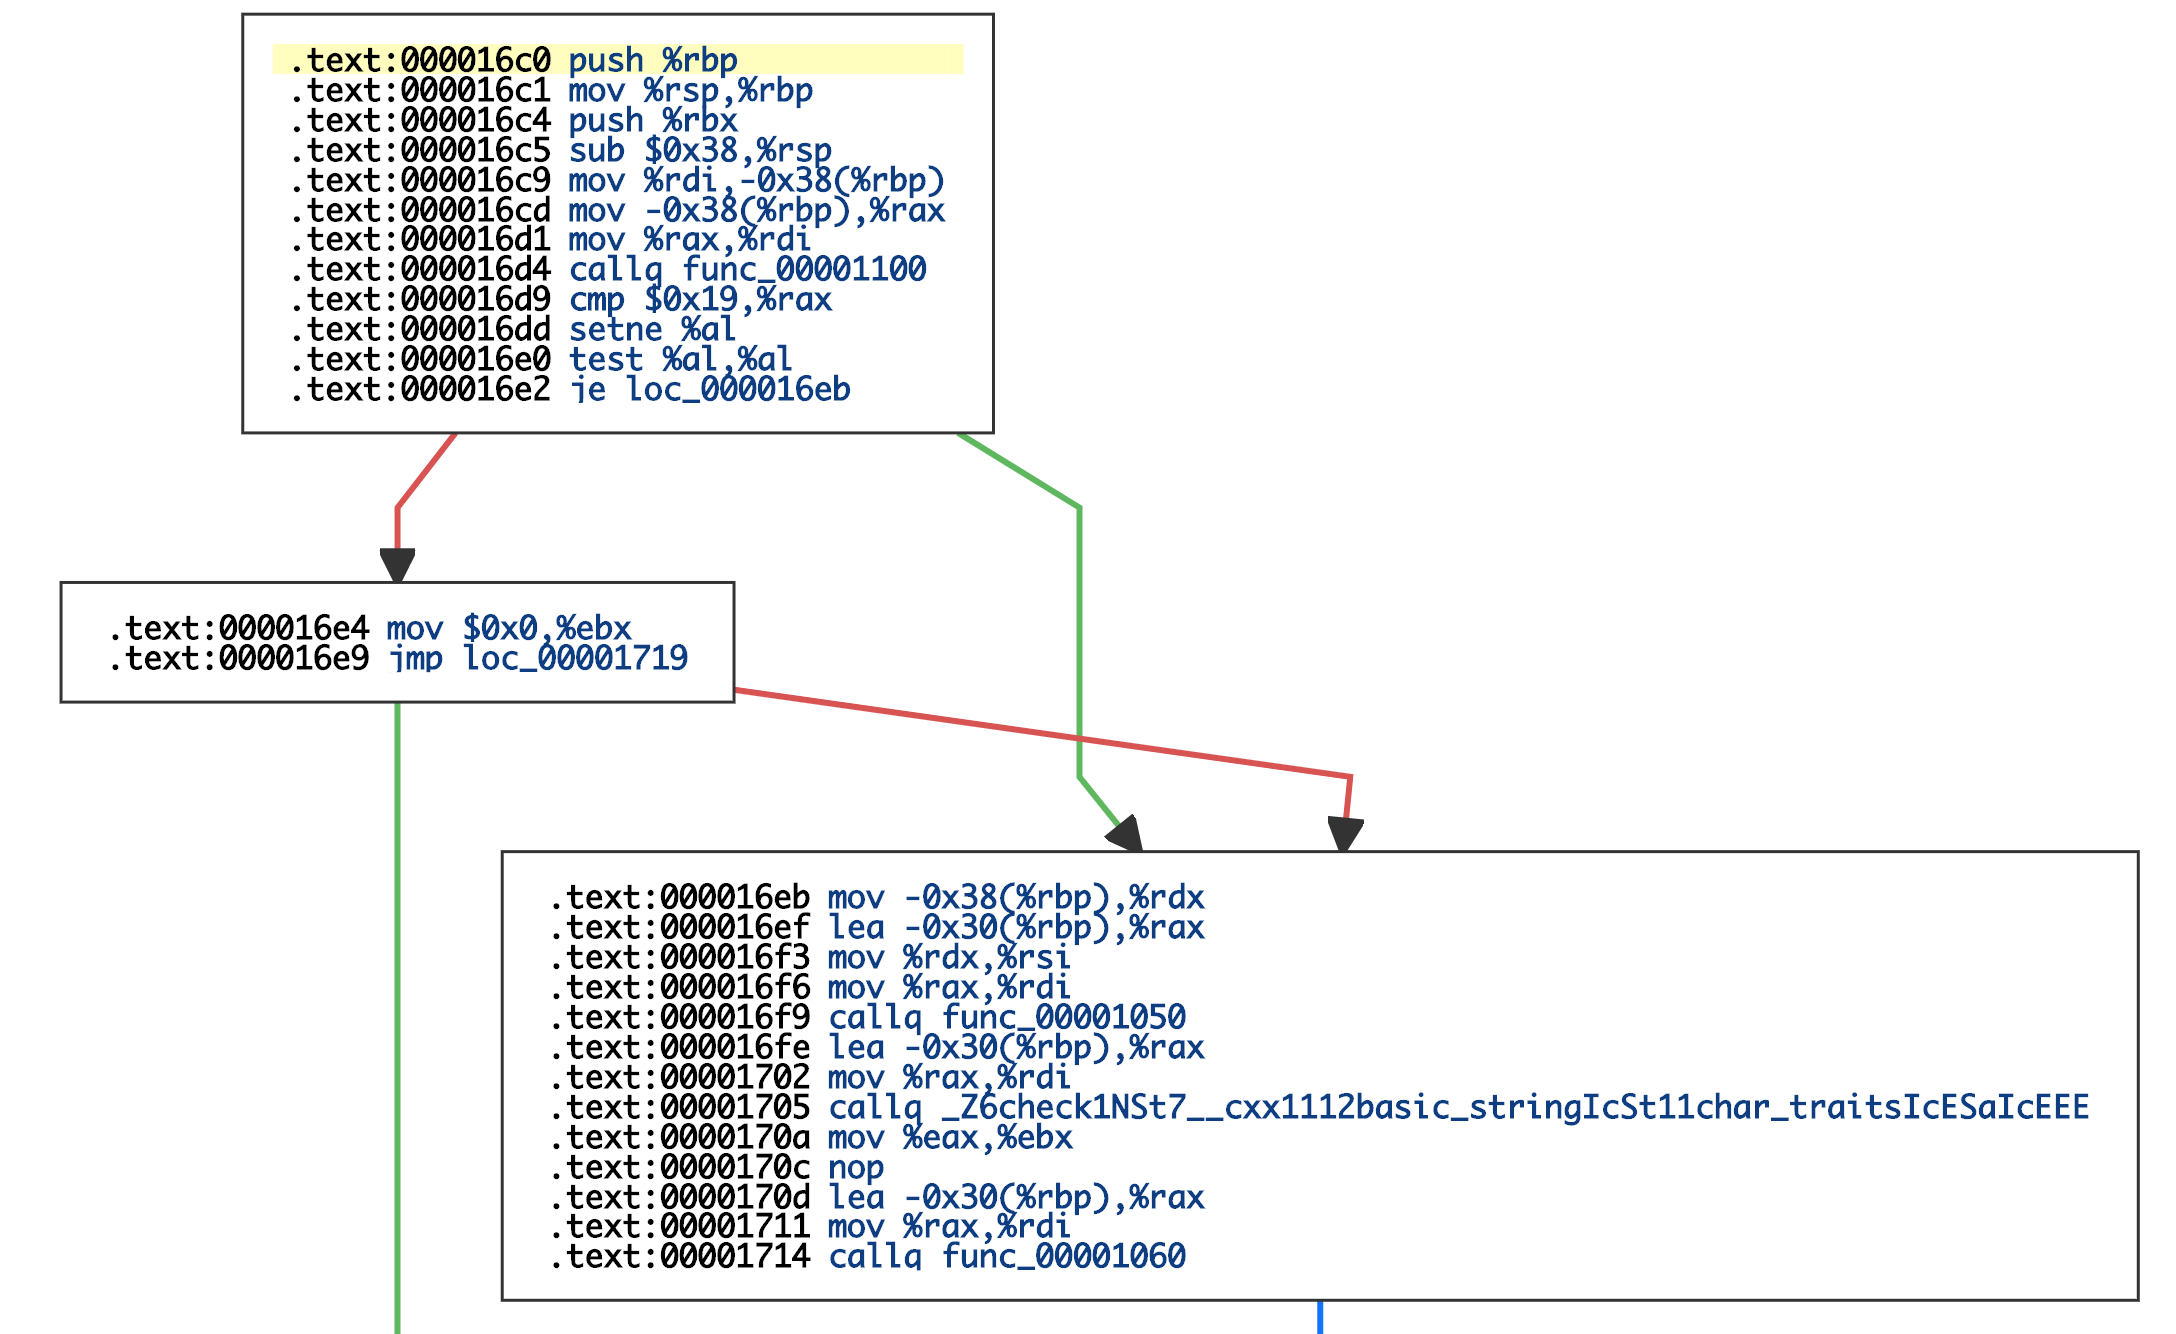 .text:000016c0 push %rbp
.text:000016c1 mov %rsp,%rbp
.text:000016c4 push %rbx
.text:000016c5 sub $0x38,%rsp
.text:000016c9 mov %rdi,-0x38(%rbp)
.text:000016cd mov -0x38(%rbp),%rax
.text:000016d1 mov %rax,%rdi
.text:000016d4 callq func_00001100
.text:000016d9 cmp $0x19,%rax
.text:000016dd setne %al
.text:000016e0 test %al,%al
.text:000016e2 je loc_000016eb
.text:000016e4 mov $0x0,%ebx
.text:000016e9 jmp loc_00001719
.text:000016eb mov -0x38(%rbp),%rdx
.text:000016ef lea -0x30(%rbp),%rax
.text:000016f3 mov %rdx,%rsi
.text:000016f6 mov %rax,%rdi
.text:000016f9 callq func_00001050
.text:000016fe lea -0x30(%rbp),%rax
.text:00001702 mov %rax,%rdi
.text:00001705 callq _Z6check1NSt7__cxx1112basic_stringIcSt11char_traitsIcESaIcEEE
.text:0000170a mov %eax,%ebx
.text:0000170c nop
.text:0000170d lea -0x30(%rbp),%rax
.text:00001711 mov %rax,%rdi
.text:00001714 callq func_00001060